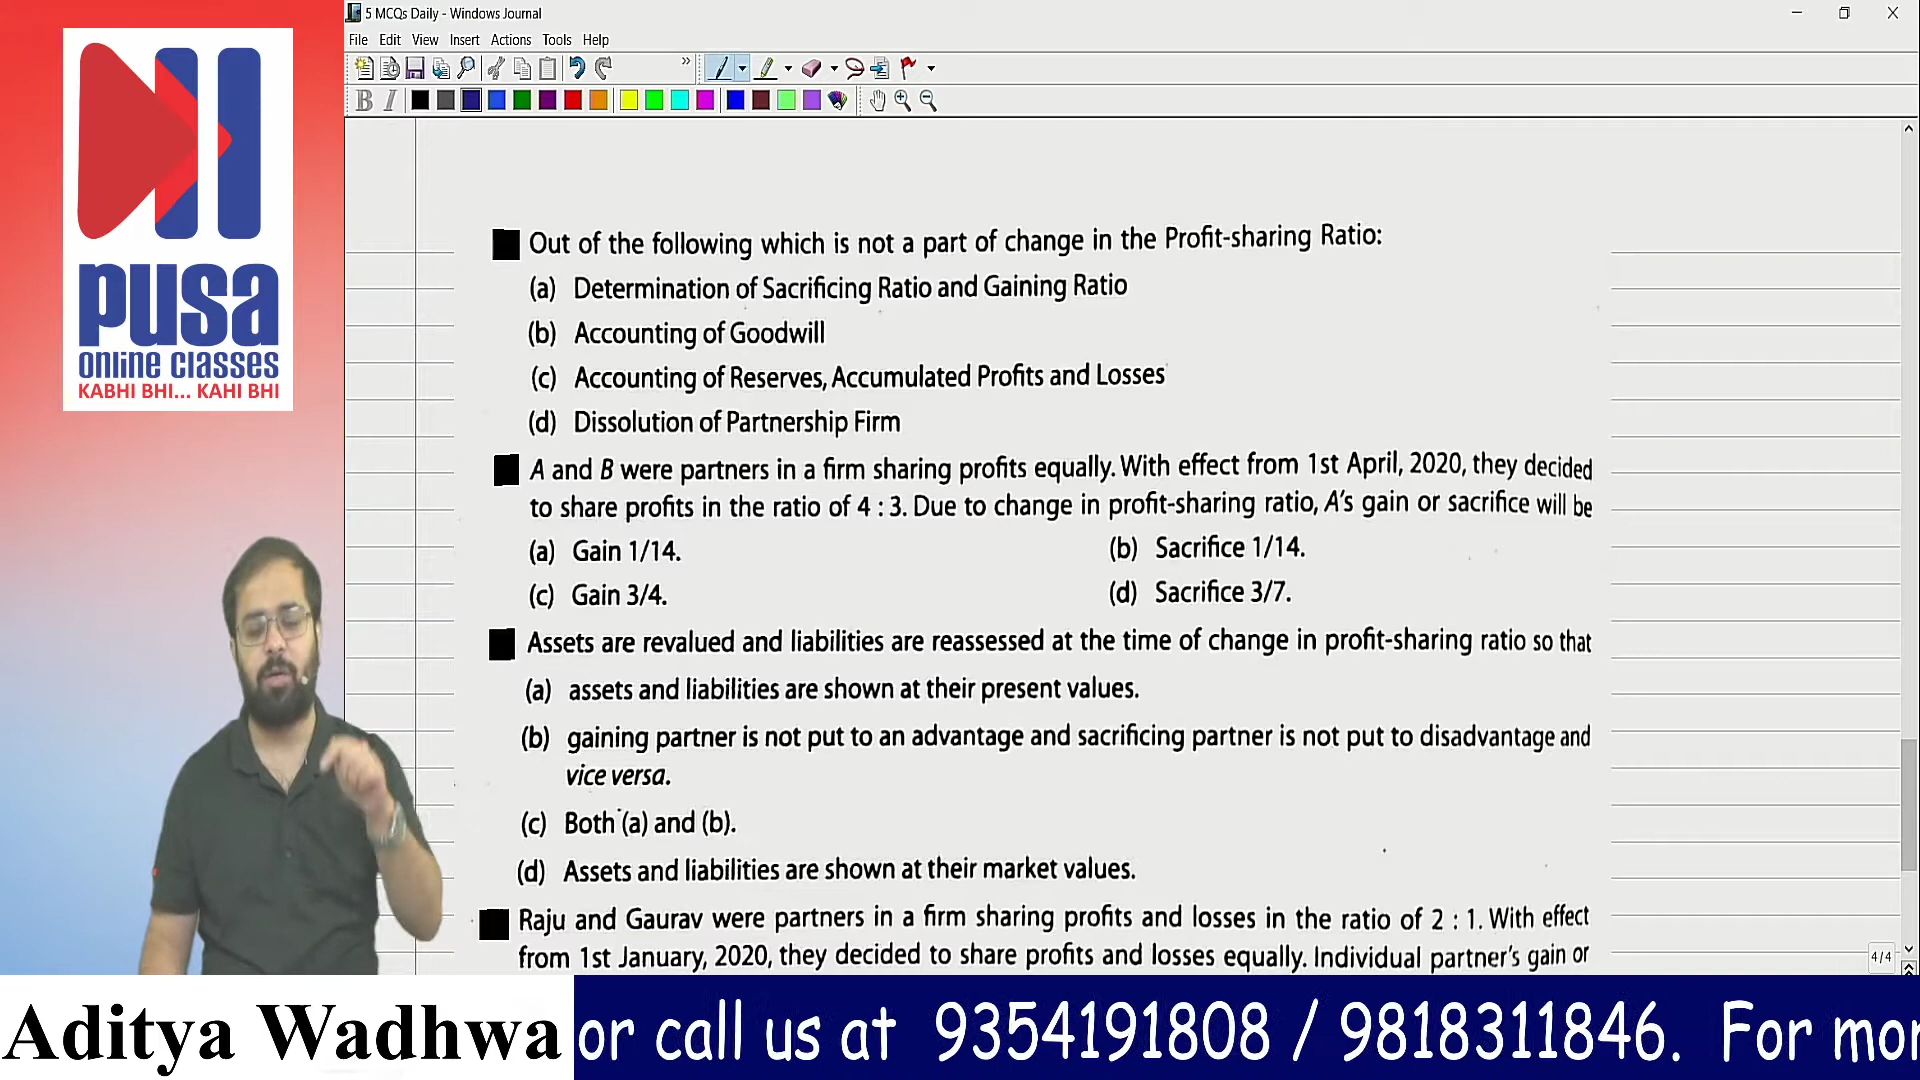 5 MCQs Daily - Windows Journal
File Edit View Insert Actions Tools Help
B I
PUSA
ONLINE CLASSES
KABHI BHI... KAHI BHI
Out of the following which is not a part of change in the Profit-sharing Ratio:
(a) Determination of Sacrificing Ratio and Gaining Ratio
(b) Accounting of Goodwill
(c) Accounting of Reserves, Accumulated Profits and Losses
(d) Dissolution of Partnership Firm
A and B were partners in a firm sharing profits equally. With effect from 1st April, 2020, they decided
to share profits in the ratio of 4 : 3. Due to change in profit-sharing ratio, A's gain or sacrifice will be
(a) Gain 1/14. (b) Sacrifice 1/14.
(c) Gain 3/4. (d) Sacrifice 3/7.
Assets are revalued and liabilities are reassessed at the time of change in profit-sharing ratio so that
(a) assets and liabilities are shown at their present values.
(b) gaining partner is not put to an advantage and sacrificing partner is not put to disadvantage and
vice versa.
(c) Both (a) and (b).
(d) Assets and liabilities are shown at their market values.
Raju and Gaurav were partners in a firm sharing profits and losses in the ratio of 2 : 1. With effect
from 1st January, 2020, they decided to share profits and losses equally. Individual partner's gain or
4/4
Aditya Wadhwa
or call us at 9354191808 / 9818311846. For mor